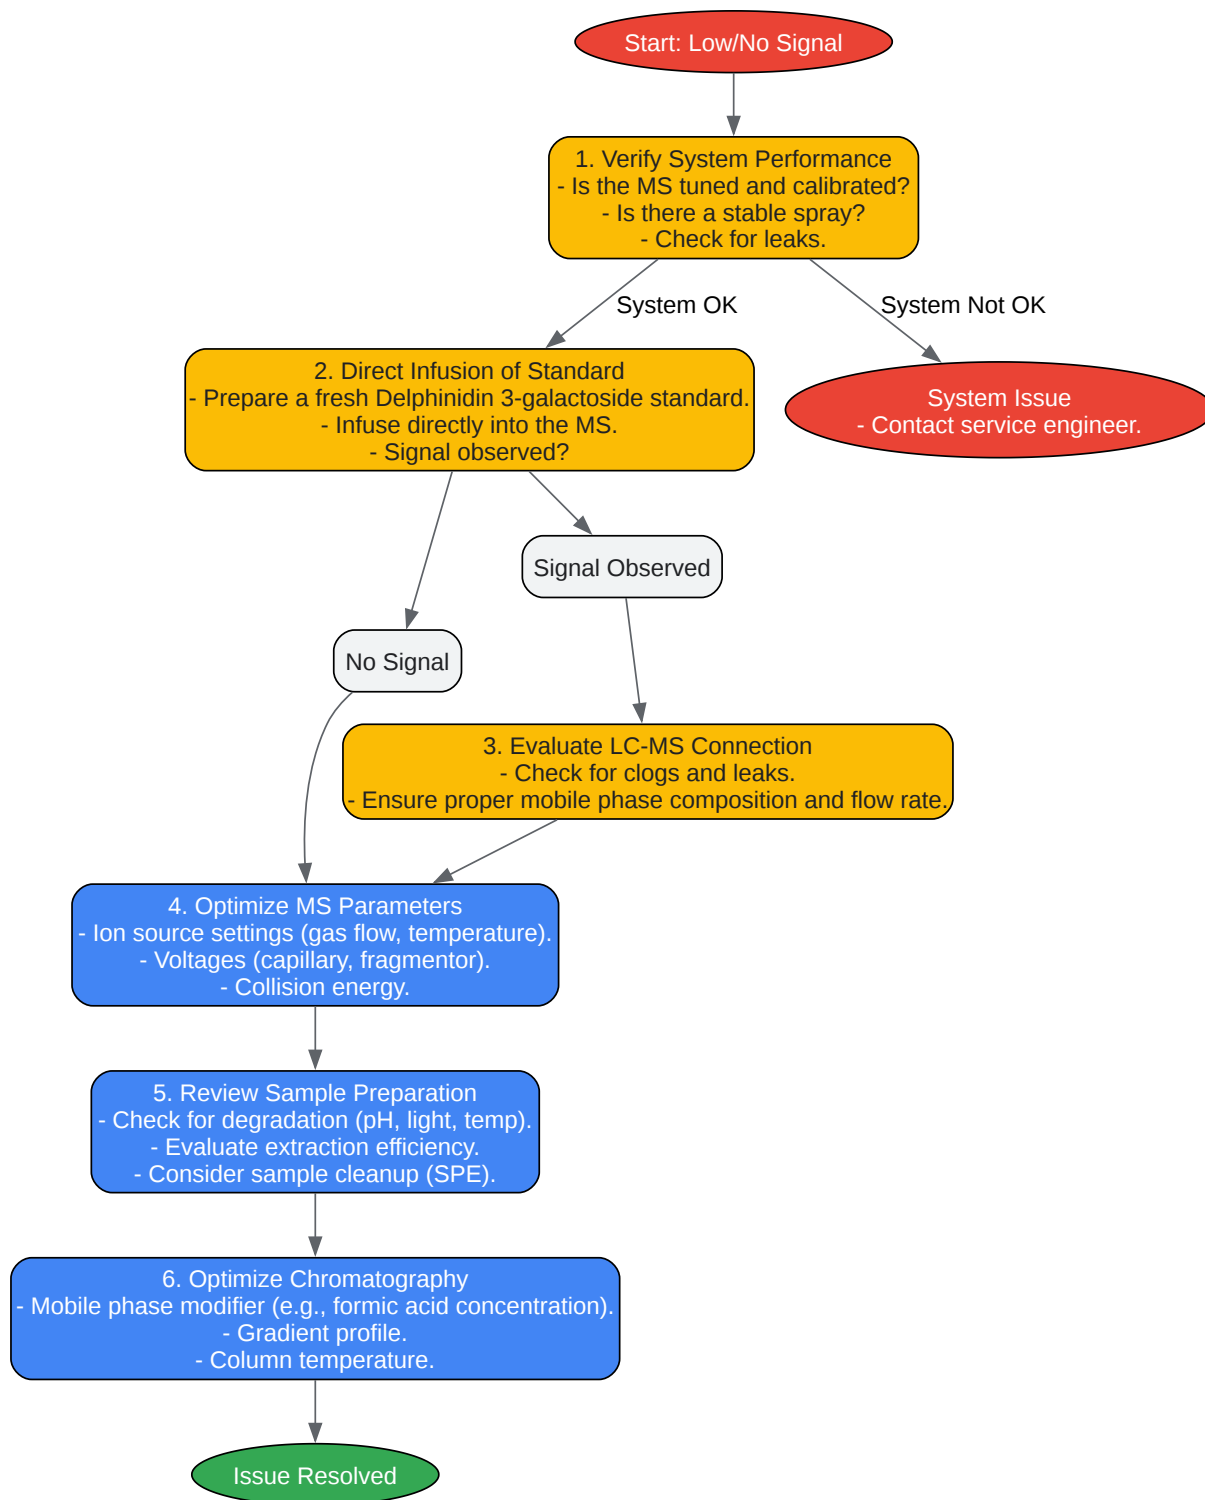 Start: Low/No Signal
1. Verify System Performance
- Is the MS tuned and calibrated?
- Is there a stable spray?
- Check for leaks.
System OK
System Not OK
2. Direct Infusion of Standard
- Prepare a fresh Delphinidin 3-galactoside standard.
- Infuse directly into the MS.
- Signal observed?
System Issue
- Contact service engineer.
Signal Observed
No Signal
3. Evaluate LC-MS Connection
- Check for clogs and leaks.
- Ensure proper mobile phase composition and flow rate.
4. Optimize MS Parameters
- Ion source settings (gas flow, temperature).
- Voltages (capillary, fragmentor).
- Collision energy.
5. Review Sample Preparation
- Check for degradation (pH, light, temp).
- Evaluate extraction efficiency.
- Consider sample cleanup (SPE).
6. Optimize Chromatography
- Mobile phase modifier (e.g., formic acid concentration).
- Gradient profile.
- Column temperature.
Issue Resolved